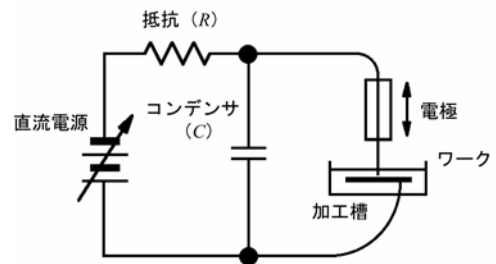 抵抗（R）
直流電源
コンデンサ
（C）
電極
ワーク
加工槽